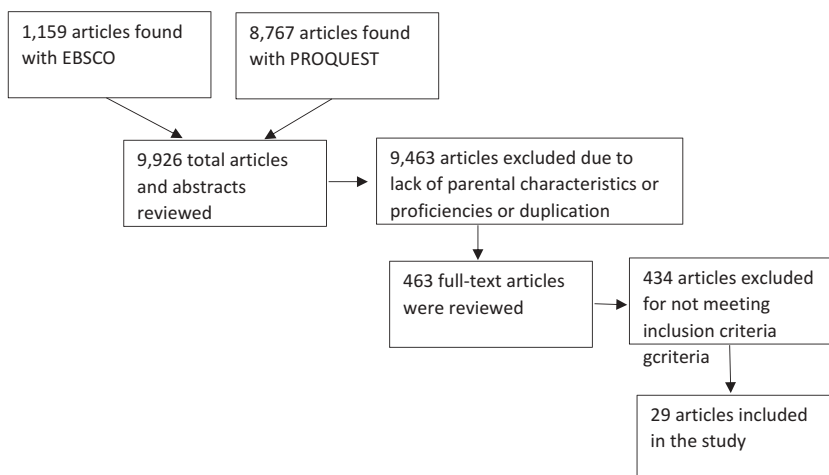 1,159 articles found
with EBSCO
8,767 articles found
with PROQUEST
9,926 total articles
and abstracts
reviewed
9,463 articles excluded due to
lack of parental characteristics or
proficiencies or duplication
463 full-text articles
were reviewed
434 articles excluded
for not meeting
inclusion criteria
gcriteria
29 articles included
in the study